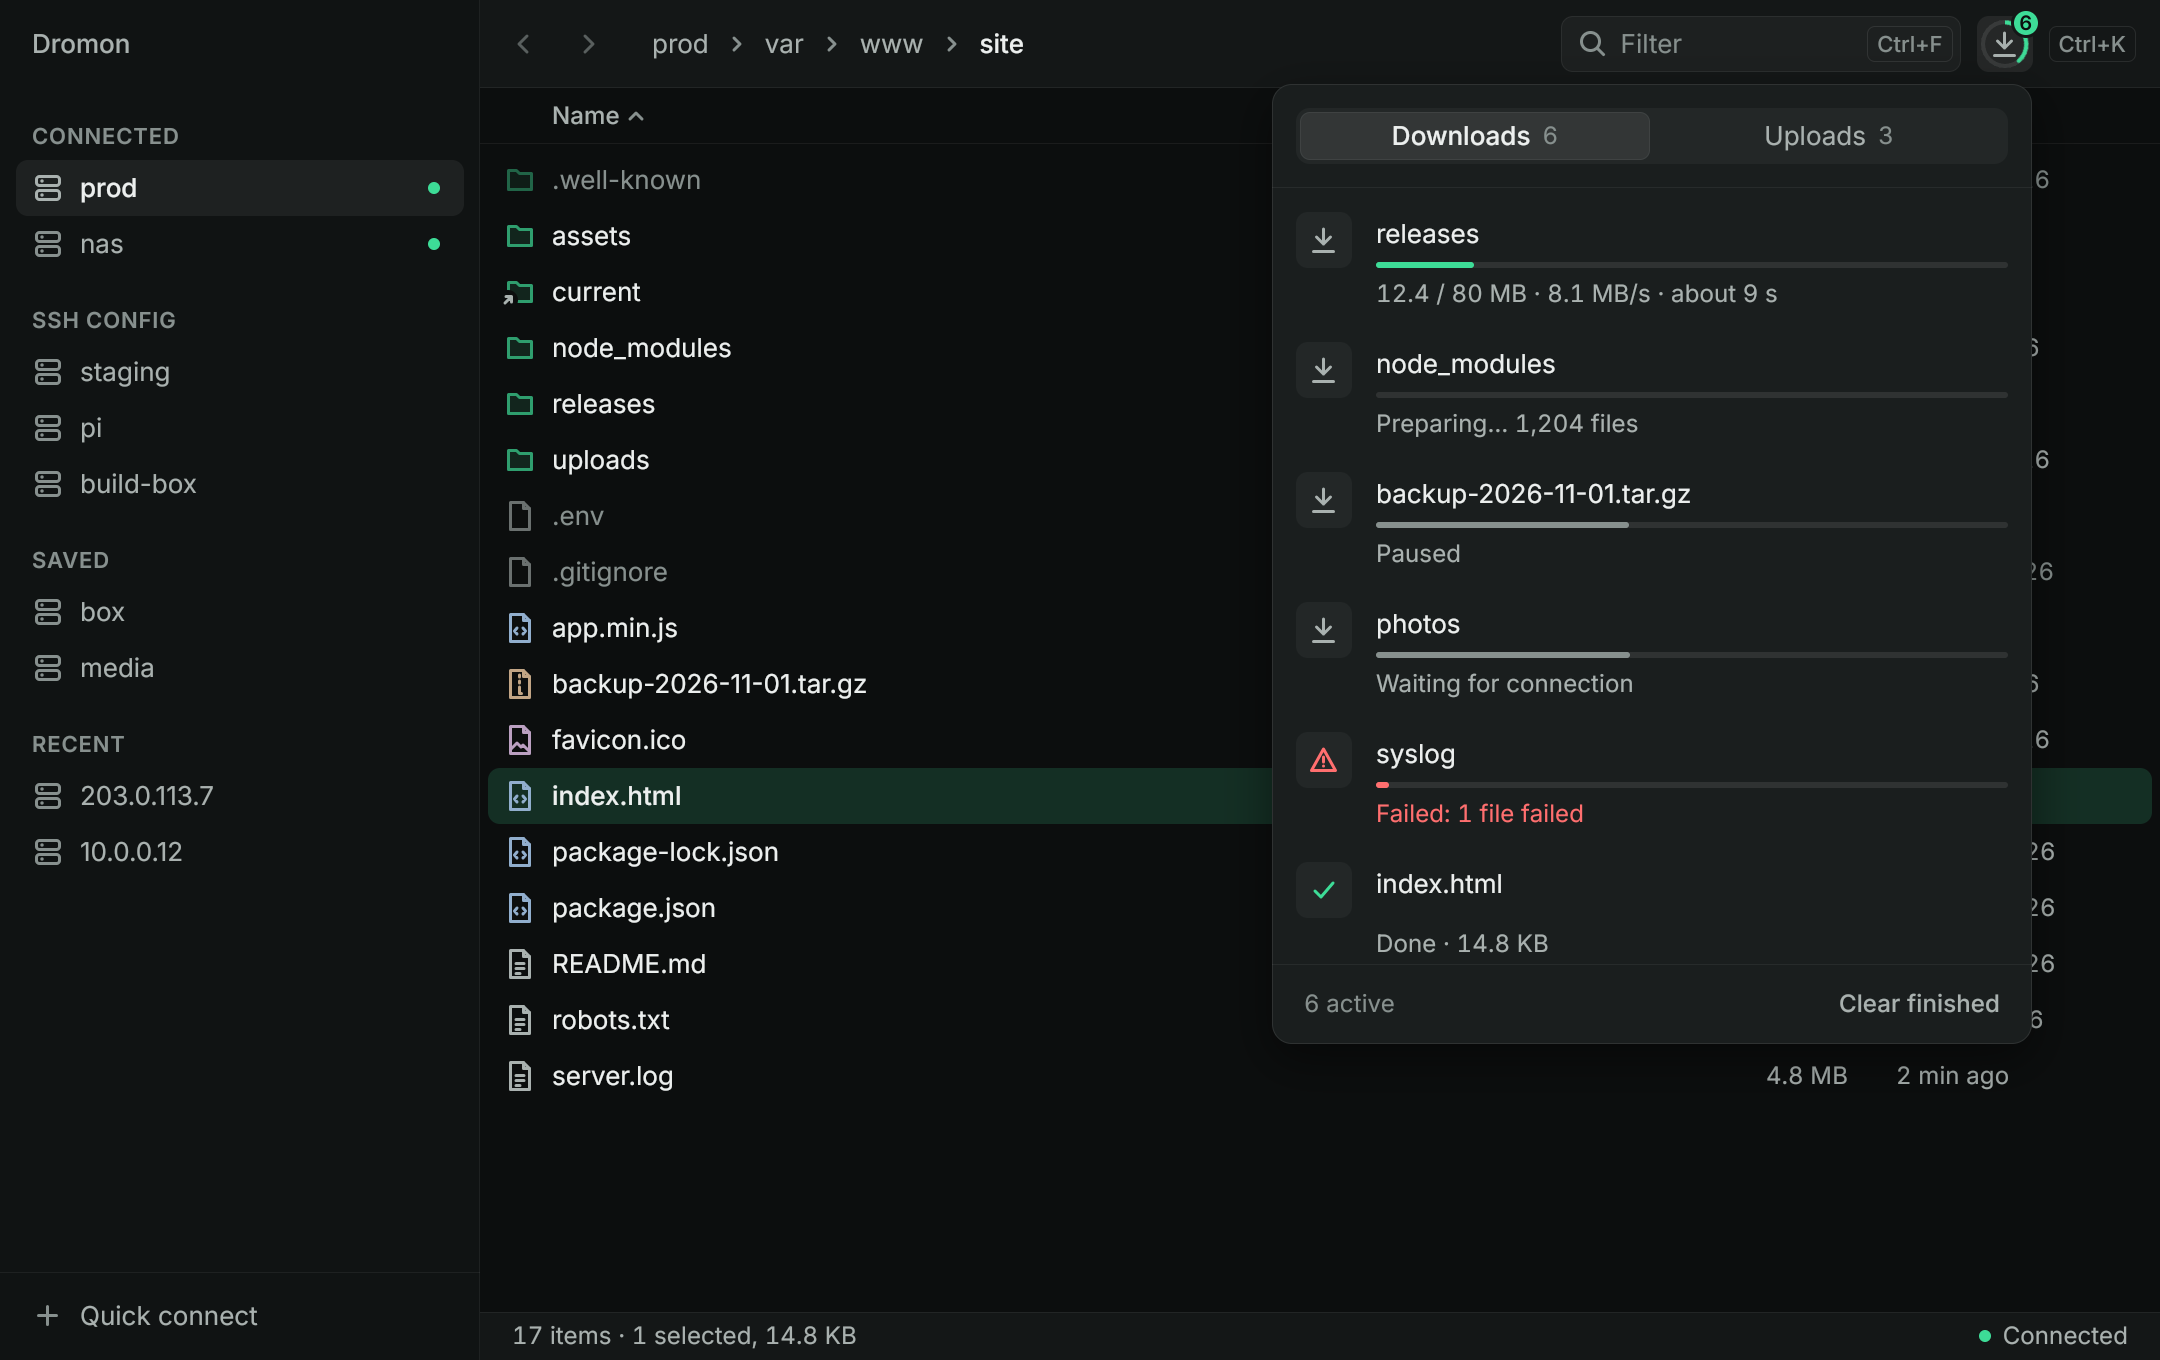 Dromon
CONNECTED
prod
nas
SSH CONFIG
staging
pi
build-box
SAVED
box
media
RECENT
203.0.113.7
10.0.0.12
Quick connect
prod > var > www > site
Filter Ctrl+F
6
Ctrl+K
Name
.well-known
assets
current
node_modules
releases
uploads
.env
.gitignore
app.min.js
backup-2026-11-01.tar.gz
favicon.ico
index.html
package-lock.json
package.json
README.md
robots.txt
server.log 4.8 MB 2 min ago
Downloads 6 Uploads 3
releases
12.4 / 80 MB · 8.1 MB/s · about 9 s
node_modules
Preparing... 1,204 files
backup-2026-11-01.tar.gz
Paused
photos
Waiting for connection
syslog
Failed: 1 file failed
index.html
Done · 14.8 KB
6 active Clear finished
17 items · 1 selected, 14.8 KB
Connected